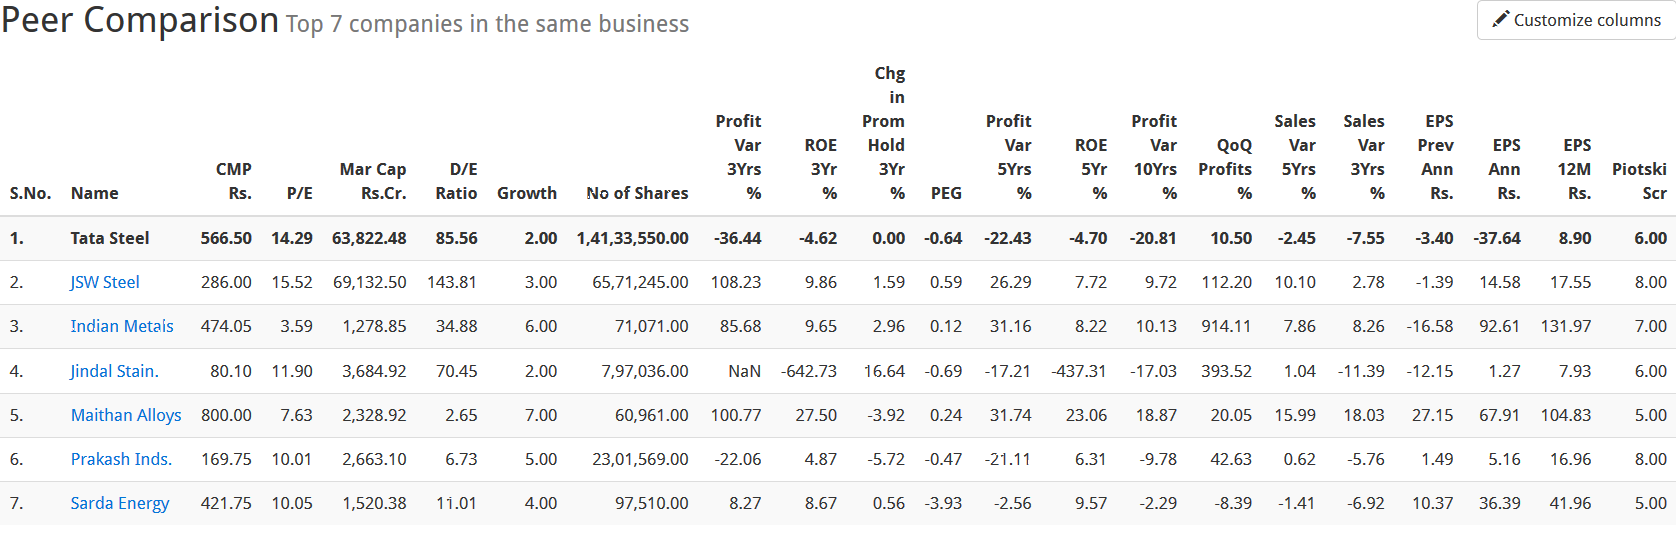 Peer Comparison Top 7 companies in the same business
Customize columns
S.No. Name CMP Rs. P/E Mar Cap Rs.Cr. D/E Ratio Growth No of Shares Profit Var 3Yrs % ROE 3Yr % Chg in Prom Hold 3Yr % PEG Profit Var 5Yrs % ROE 5Yr % Profit Var 10Yrs % QoQ Profits % Sales Var 5Yrs % Sales Var 3Yrs % EPS Prev Ann Rs. EPS Ann Rs. EPS 12M Rs. Piotski Scr
1. Tata Steel 566.50 14.29 63,822.48 85.56 2.00 1,41,33,550.00 -36.44 -4.62 0.00 -0.64 -22.43 -4.70 -20.81 10.50 -2.45 -7.55 -3.40 -37.64 8.90 6.00
2. JSW Steel 286.00 15.52 69,132.50 143.81 3.00 65,71,245.00 108.23 9.86 1.59 0.59 26.29 7.72 9.72 112.20 10.10 2.78 -1.39 14.58 17.55 8.00
3. Indian Metals 474.05 3.59 1,278.85 34.88 6.00 71,071.00 85.68 9.65 2.96 0.12 31.16 8.22 10.13 914.11 7.86 8.26 -16.58 92.61 131.97 7.00
4. Jindal Stain. 80.10 11.90 3,684.92 70.45 2.00 7,97,036.00 NaN -642.73 16.64 -0.69 -17.21 -437.31 -17.03 393.52 1.04 -11.39 -12.15 1.27 7.93 6.00
5. Maithan Alloys 800.00 7.63 2,328.92 2.65 7.00 60,961.00 100.77 27.50 -3.92 0.24 31.74 23.06 18.87 20.05 15.99 18.03 27.15 67.91 104.83 5.00
6. Prakash Inds. 169.75 10.01 2,663.10 6.73 5.00 23,01,569.00 -22.06 4.87 -5.72 -0.47 -21.11 6.31 -9.78 42.63 0.62 -5.76 1.49 5.16 16.96 8.00
7. Sarda Energy 421.75 10.05 1,520.38 11.01 4.00 97,510.00 8.27 8.67 0.56 -3.93 -2.56 9.57 -2.29 -8.39 -1.41 -6.92 10.37 36.39 41.96 5.00